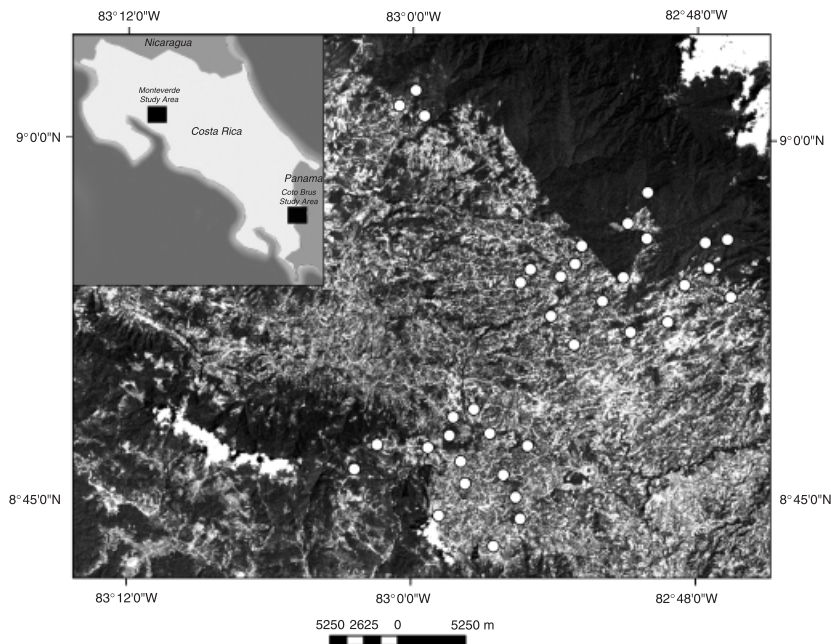 83°12'0"W 83°0'0"W 82°48'0"W
Nicaragua
Monteverde
Study Area
9°0'0"N
Costa Rica
9°0'0"N
Panama
Coto Brus
Study Area
8°45'0"N
8°45'0"N
83°12'0"W 83°0'0"W 82°48'0"W
5250 2625 0 5250 m